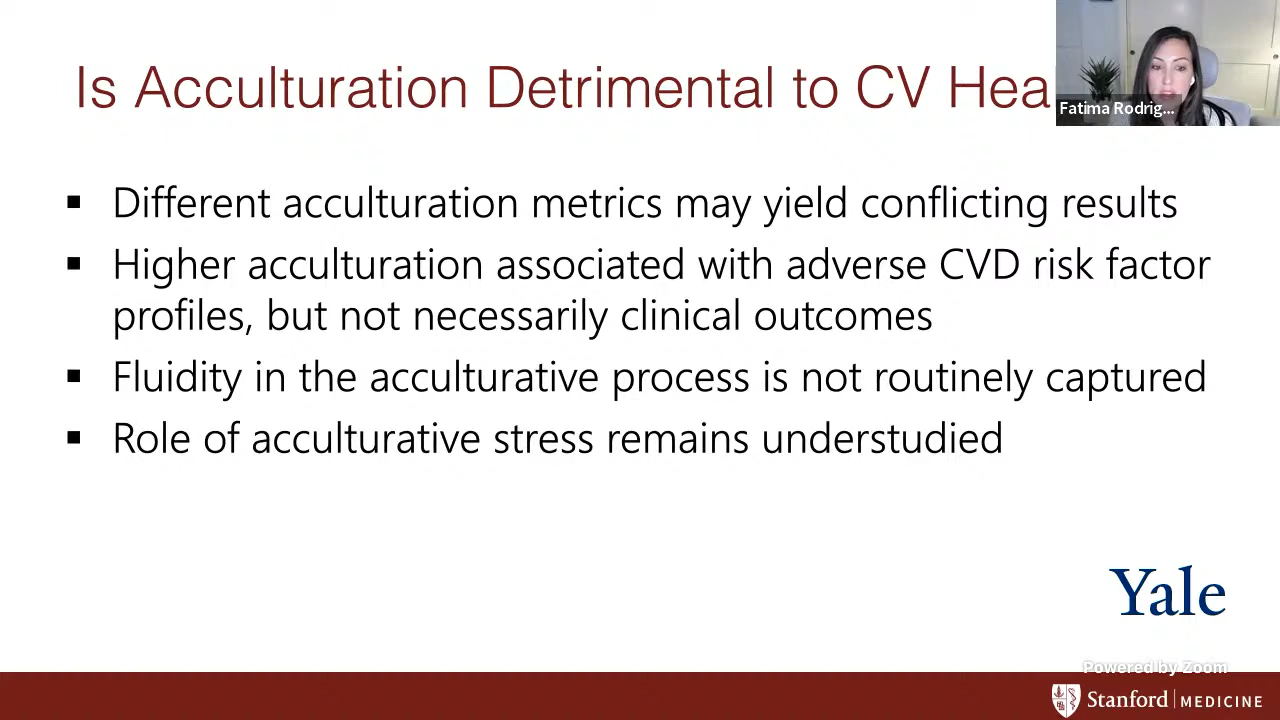 Is Acculturation Detrimental to CV Hea
Fatima Rodrig...
▪ Different acculturation metrics may yield conflicting results
▪ Higher acculturation associated with adverse CVD risk factor
profiles, but not necessarily clinical outcomes
▪ Fluidity in the acculturative process is not routinely captured
▪ Role of acculturative stress remains understudied
Yale
Powered by Zoom
Stanford MEDICINE